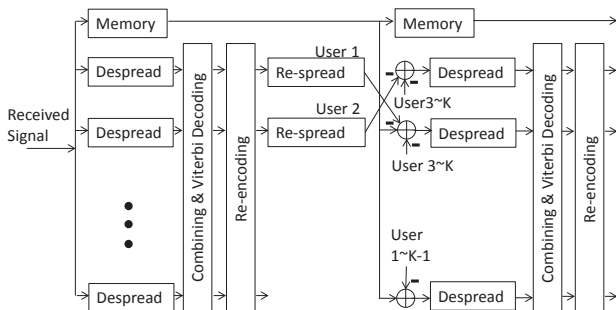 Memory
Memory
User 1
Despread
Re-spread
Despread
User3~K
Received
Signal
User 2
Despread
Re-spread
Despread
User 3~K
Combining & Viterbi Decoding
Re-encoding
Combining & Viterbi Decoding
Re-encoding
User
1~K-1
Despread
Despread